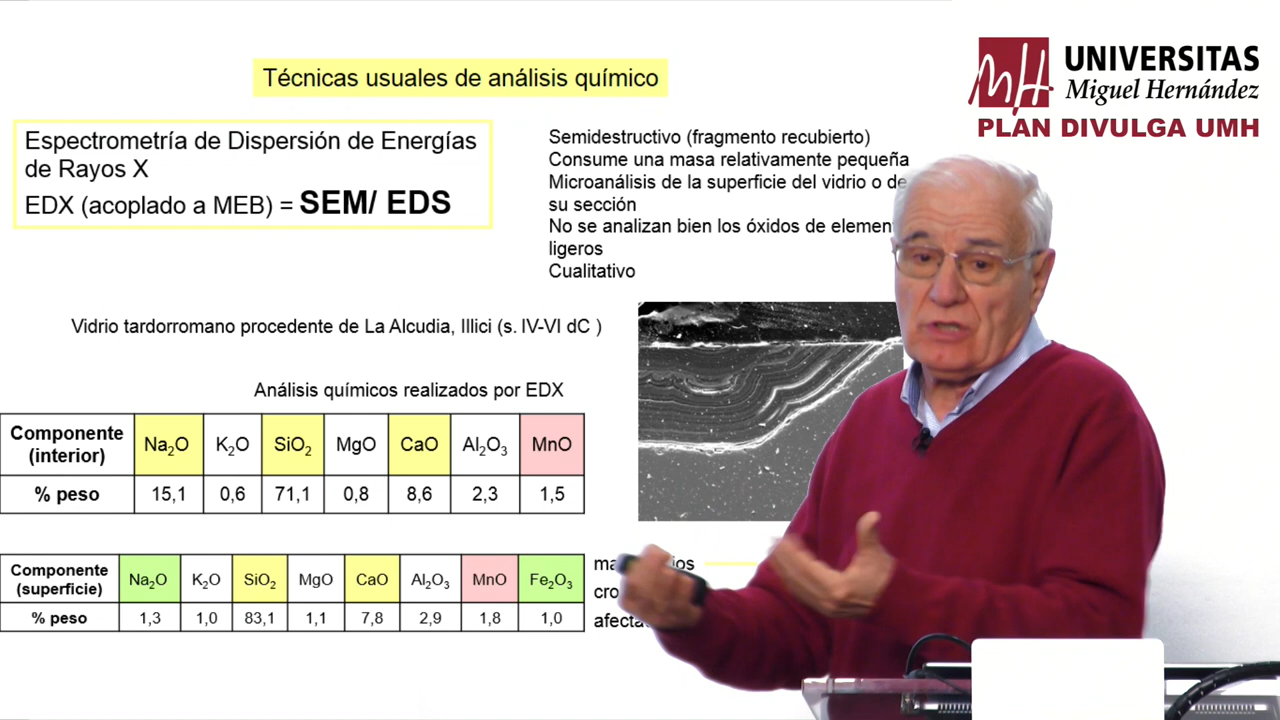 Técnicas usuales de análisis químico
UNIVERSITAS
Miguel Hernández
PLAN DIVULGA UMH
Espectrometría de Dispersión de Energías
de Rayos X
EDX (acoplado a MEB) = SEM/ EDS
Semidestructivo (fragmento recubierto)
Consume una masa relativamente pequeña
Microanálisis de la superficie del vidrio o de
su sección
No se analizan bien los óxidos de
ligeros
Cualitativo
Vidrio tardorromano procedente de La Alcudia, Illici (s. IV-VI dC )
Análisis químicos realizados por EDX
Componente (interior) Na₂O K₂O SiO₂ MgO CaO Al₂O₃ MnO
% peso 15,1 0,6 71,1 0,8 8,6 2,3 1,5
Componente (superficie) Na₂O K₂O SiO₂ MgO CaO Al₂O₃ MnO Fe₂O₃
% peso 1,3 1,0 83,1 1,1 7,8 2,9 1,8 1,0